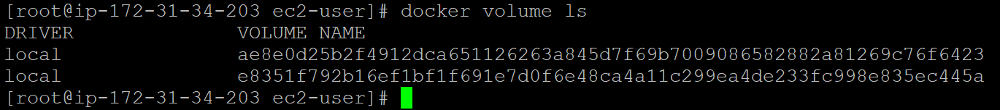 [root@ip-172-31-34-203 ec2-user]# docker volume ls
DRIVER              VOLUME NAME
local               ae8e0d25b2f4912dca651126263a845d7f69b7009086582882a81269c76f6423
local               e8351f792b16ef1bf1f691e7d0f6e48ca4a11c299ea4de233fc998e835ec445a
[root@ip-172-31-34-203 ec2-user]#